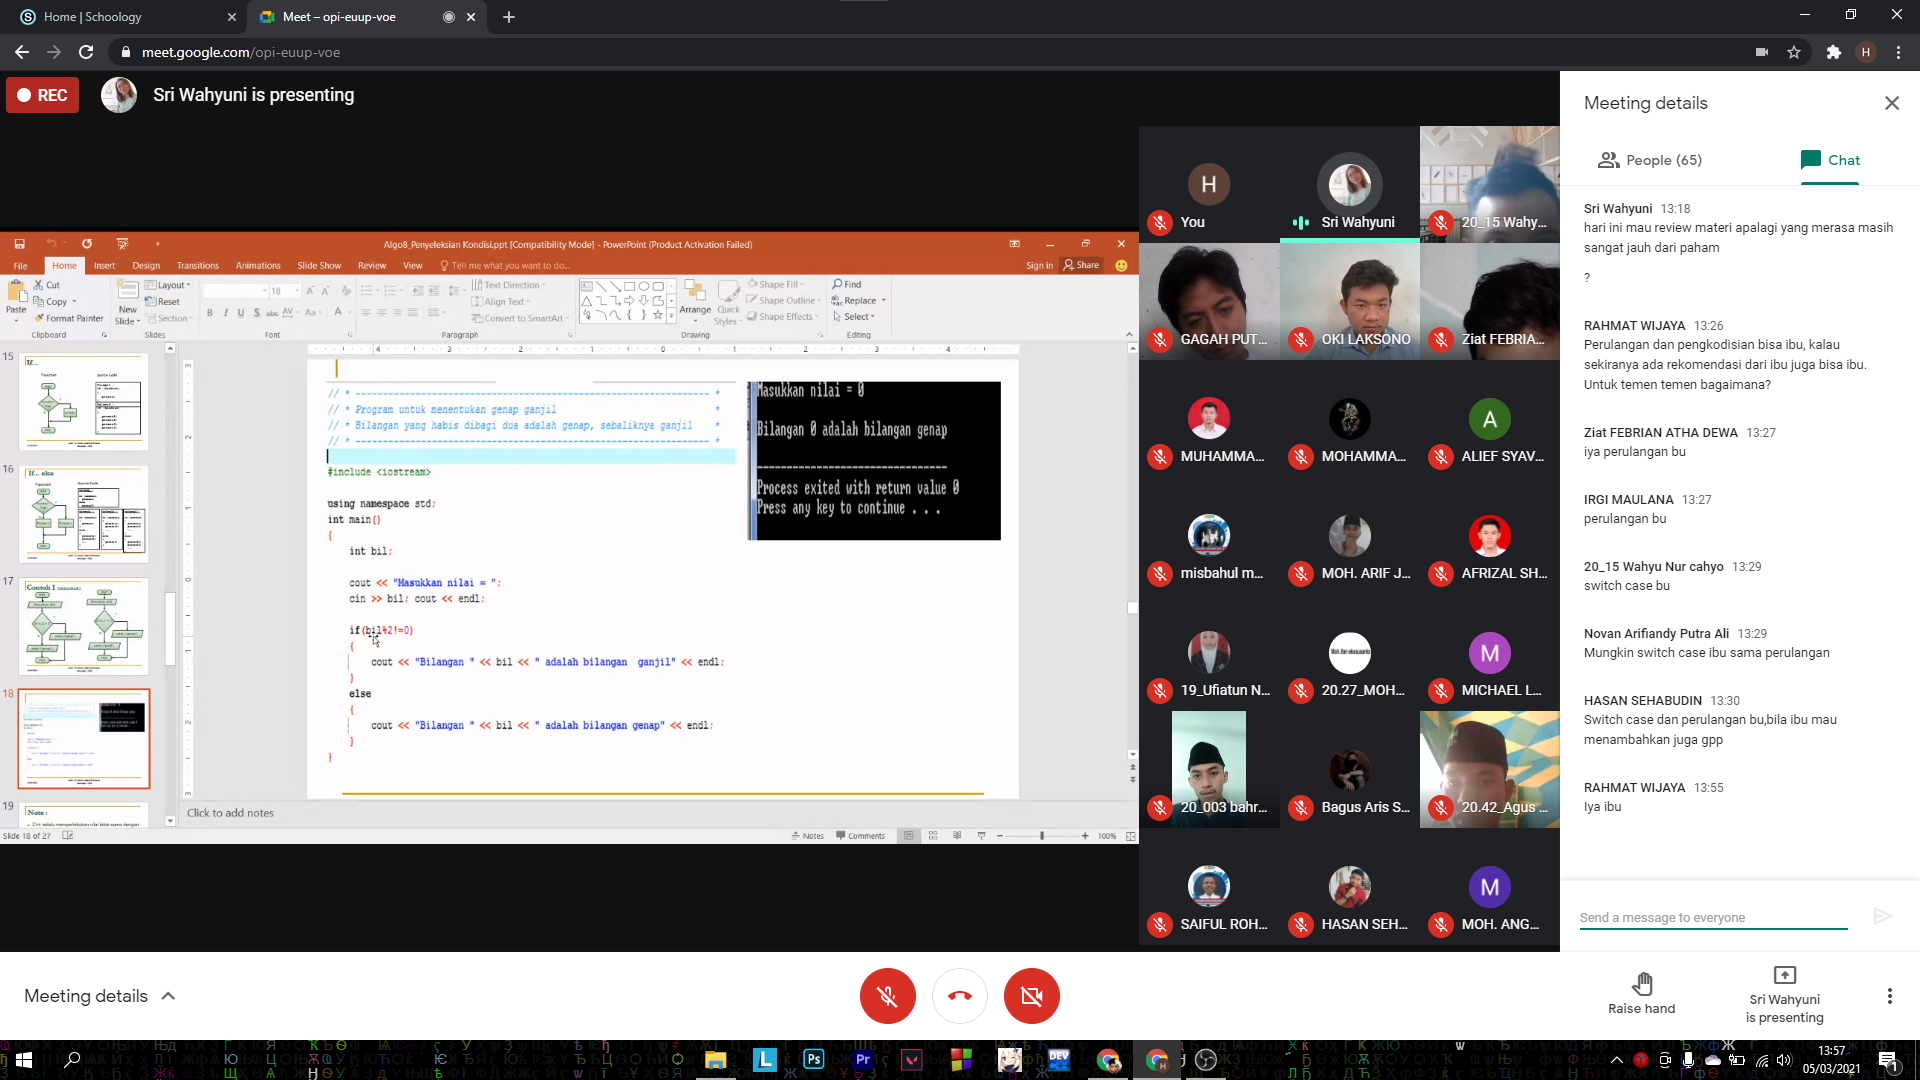 Home | Schoology
Meet – opi-euup-voe
meet.google.com/opi-euup-voe
H
REC
Sri Wahyuni is presenting
Algo8_Penyeleksian Kondisi.ppt [Compatibility Mode] - PowerPoint (Product Activation Failed)
File Home Insert Design Transitions Animations Slide Show Review View Tell me what you want to do... Sign in Share
Paste
Cut
Copy
Format Painter
Clipboard
New Slide
Layout
Reset
Section
Slides
18
Font
Text Direction
Align Text
Convert to SmartArt
Paragraph
Arrange
Quick Styles
Shape Fill
Shape Outline
Shape Effects
Drawing
Find
Replace
Select
Editing
15
If...
16
If... else
17
Contoh 1
18
19
Note :
// * Program untuk menentukan genap ganjil *
// * Bilangan yang habis dibagi dua adalah genap, sebaliknya ganjil *
#include <iostream>
using namespace std;
int main()
{
int bil;
cout << "Masukkan nilai = ";
cin >> bil; cout << endl;
if(bil%2!=0)
{
cout << "Bilangan " << bil << " adalah bilangan  ganjil" << endl;
}
else
{
cout << "Bilangan " << bil << " adalah bilangan genap" << endl;
}
}
Masukkan nilai = 0
Bilangan 0 adalah bilangan genap
--------------------------------
Process exited with return value 0
Press any key to continue . . .
Click to add notes
Slide 18 of 27
Notes
Comments
100%
H
You
Sri Wahyuni
20_15 Wahy...
GAGAH PUT...
OKI LAKSONO
Ziat FEBRIA...
MUHAMMA...
MOHAMMA...
A
ALIEF SYAV...
misbahul m...
MOH. ARIF J...
AFRIZAL SH...
19_Ufiatun N...
20.27_MOH...
M
MICHAEL L...
20_003 bahr...
Bagus Aris S...
20.42_Agus ...
SAIFUL ROH...
HASAN SEH...
M
MOH. ANG...
Meeting details
People (65)
Chat
Sri Wahyuni 13:18
hari ini mau review materi apalagi yang merasa masih
sangat jauh dari paham
?
RAHMAT WIJAYA 13:26
Perulangan dan pengkodisian bisa ibu, kalau
sekiranya ada rekomendasi dari ibu juga bisa ibu.
Untuk temen temen bagaimana?
Ziat FEBRIAN ATHA DEWA 13:27
iya perulangan bu
IRGI MAULANA 13:27
perulangan bu
20_15 Wahyu Nur cahyo 13:29
switch case bu
Novan Arifiandy Putra Ali 13:29
Mungkin switch case ibu sama perulangan
HASAN SEHABUDIN 13:30
Switch case dan perulangan bu,bila ibu mau
menambahkan juga gpp
RAHMAT WIJAYA 13:55
Iya ibu
Send a message to everyone
Meeting details
Raise hand
Sri Wahyuni
is presenting
L
Ps
Pr
DEV
13:57
05/03/2021
1